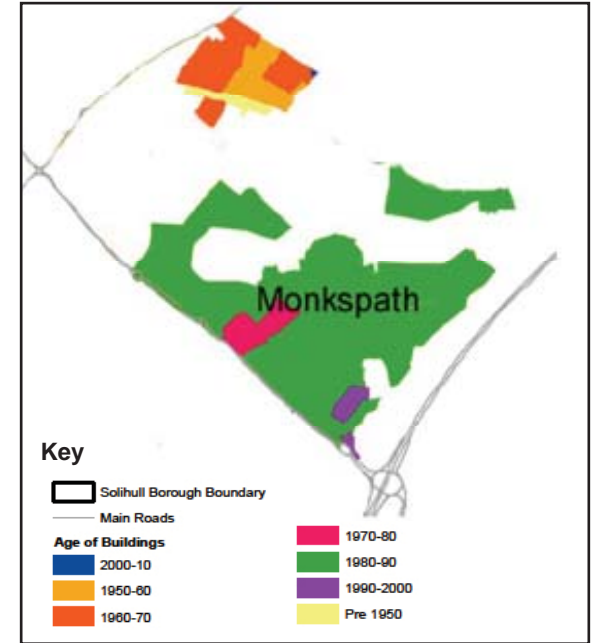 Monkspath
Key
Solihull Borough Boundary
Main Roads
Age of Buildings
2000-10
1950-60
1960-70
1970-80
1980-90
1990-2000
Pre 1950